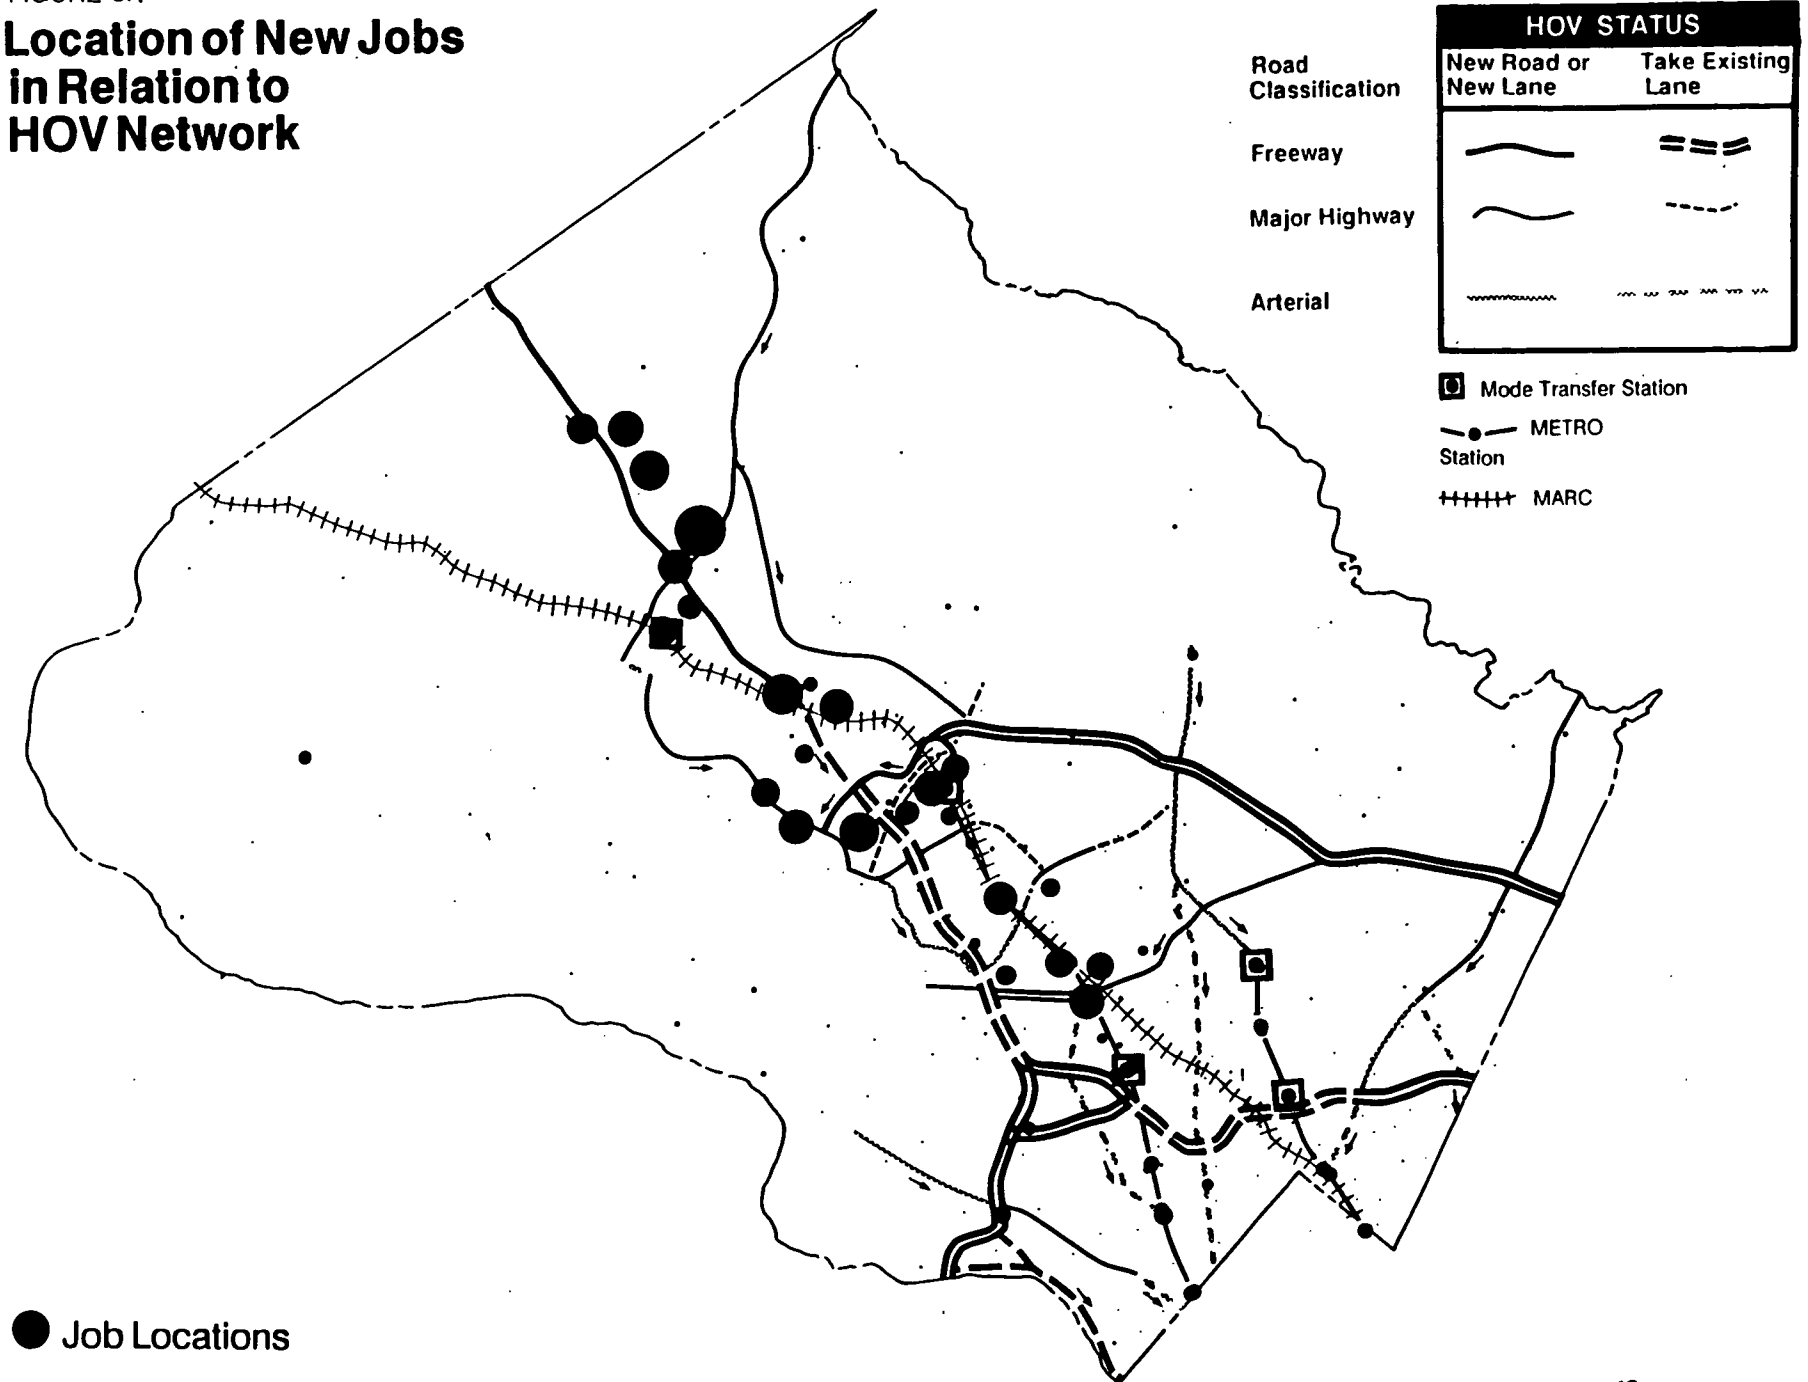 Location of New Jobs
in Relation to
HOV Network
HOV STATUS
Road
Classification
New Road or
New Lane
Take Existing
Lane
Freeway
Major Highway
Arterial
Mode Transfer Station
METRO
Station
MARC
Job Locations